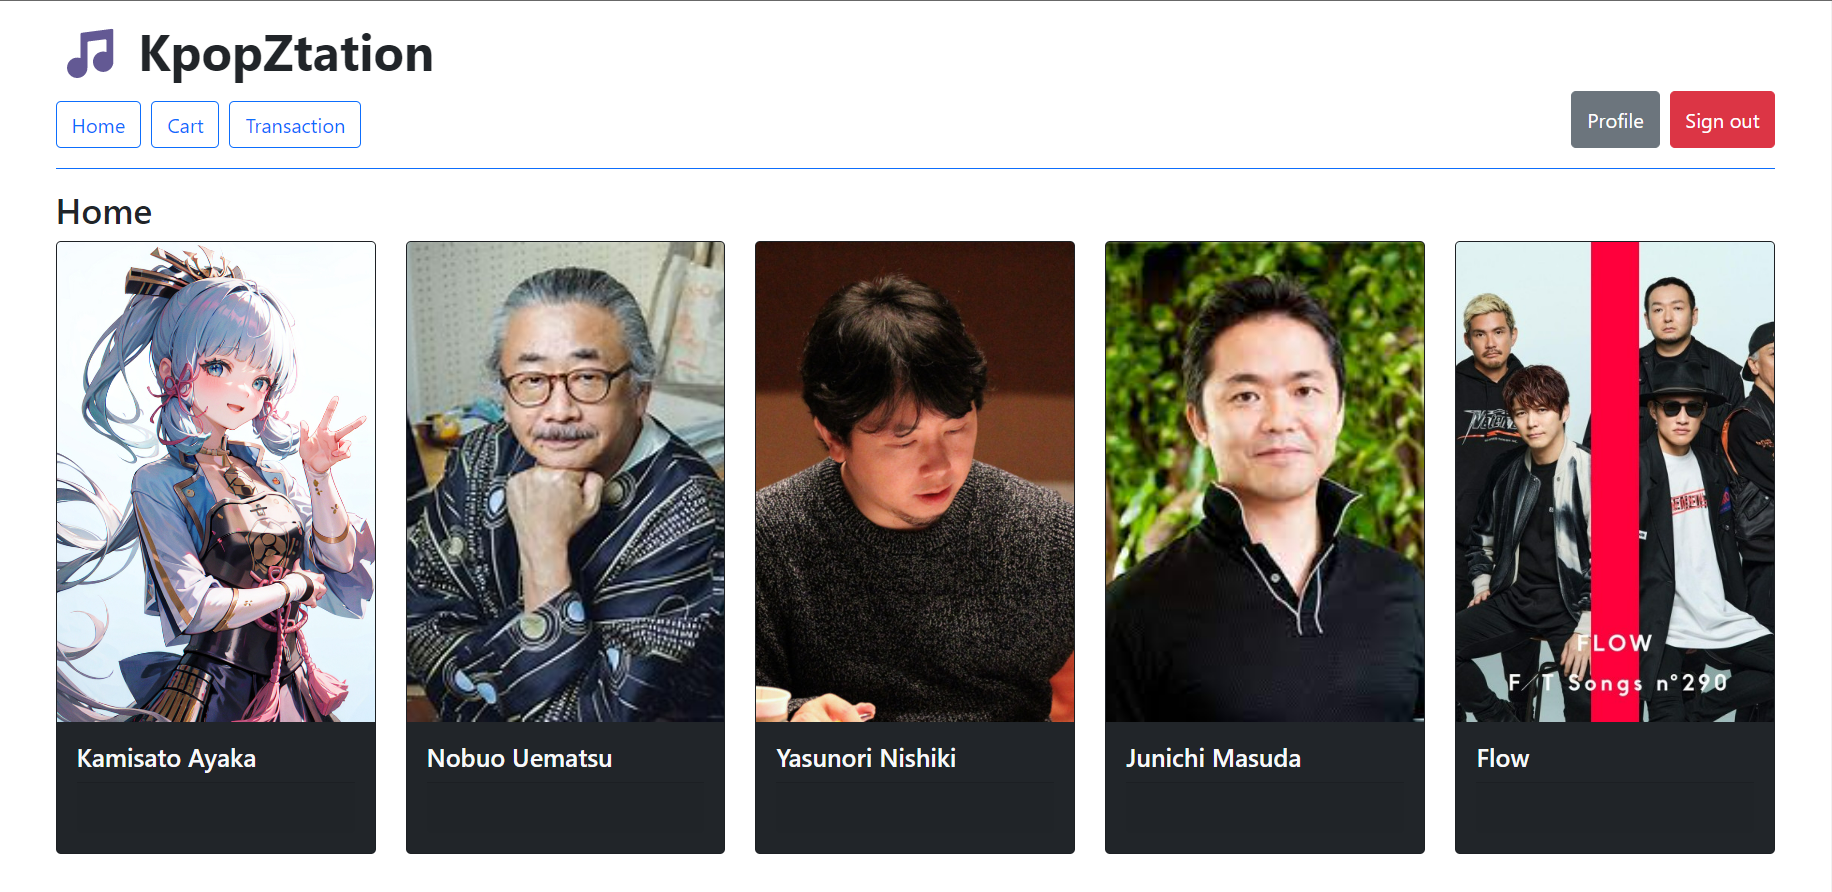 KpopZtation
Home
Cart
Transaction
Profile
Sign out
Home
FLOW
F/T Songs n°290
Kamisato Ayaka
Nobuo Uematsu
Yasunori Nishiki
Junichi Masuda
Flow